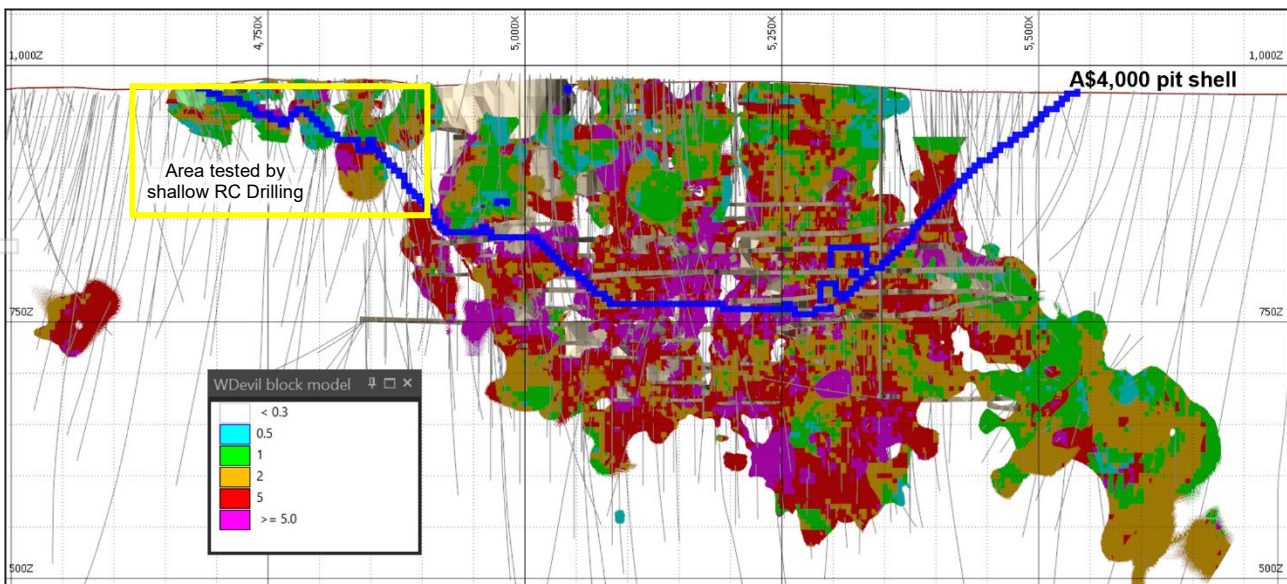 4,750X
5,000X
5,250X
5,500X
1,000Z
1,000Z
A$4,000 pit shell
Area tested by
shallow RC Drilling
750Z
750Z
WDevil block model
< 0.3
0.5
1
2
5
>= 5.0
500Z
500Z